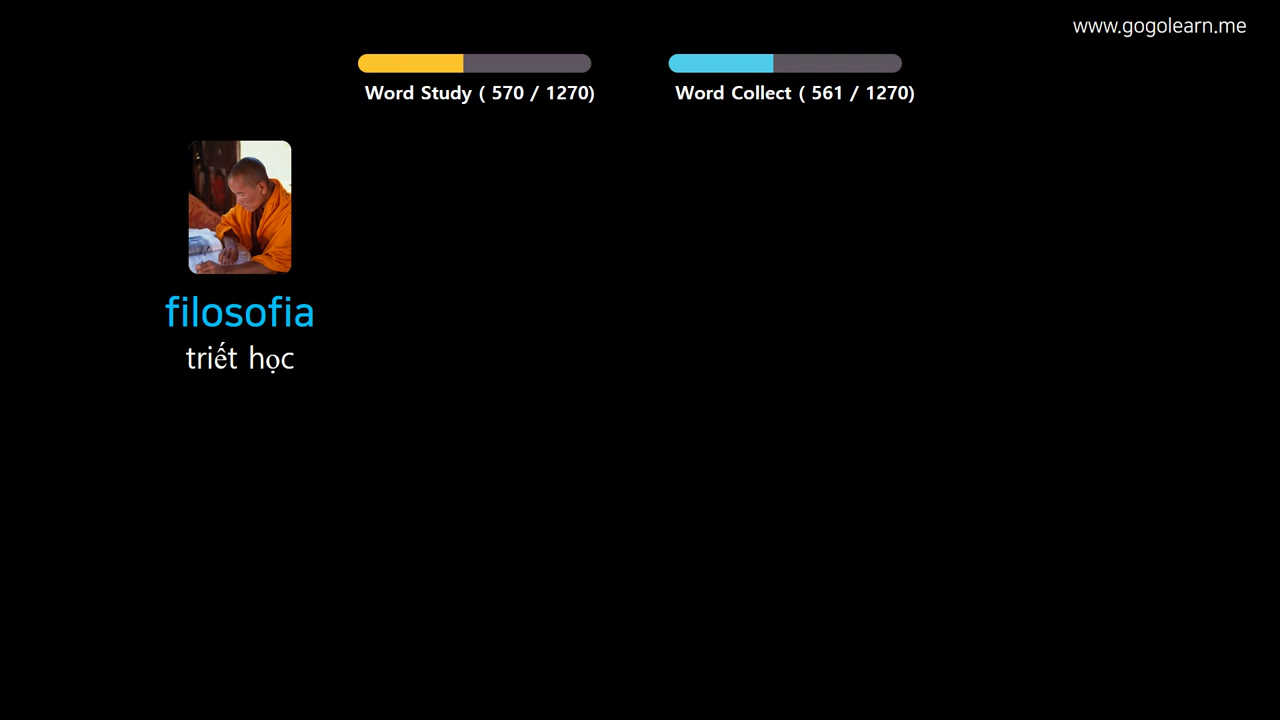 www.gogolearn.me
Word Study ( 570 / 1270)
Word Collect ( 561 / 1270)
filosofia
triết học